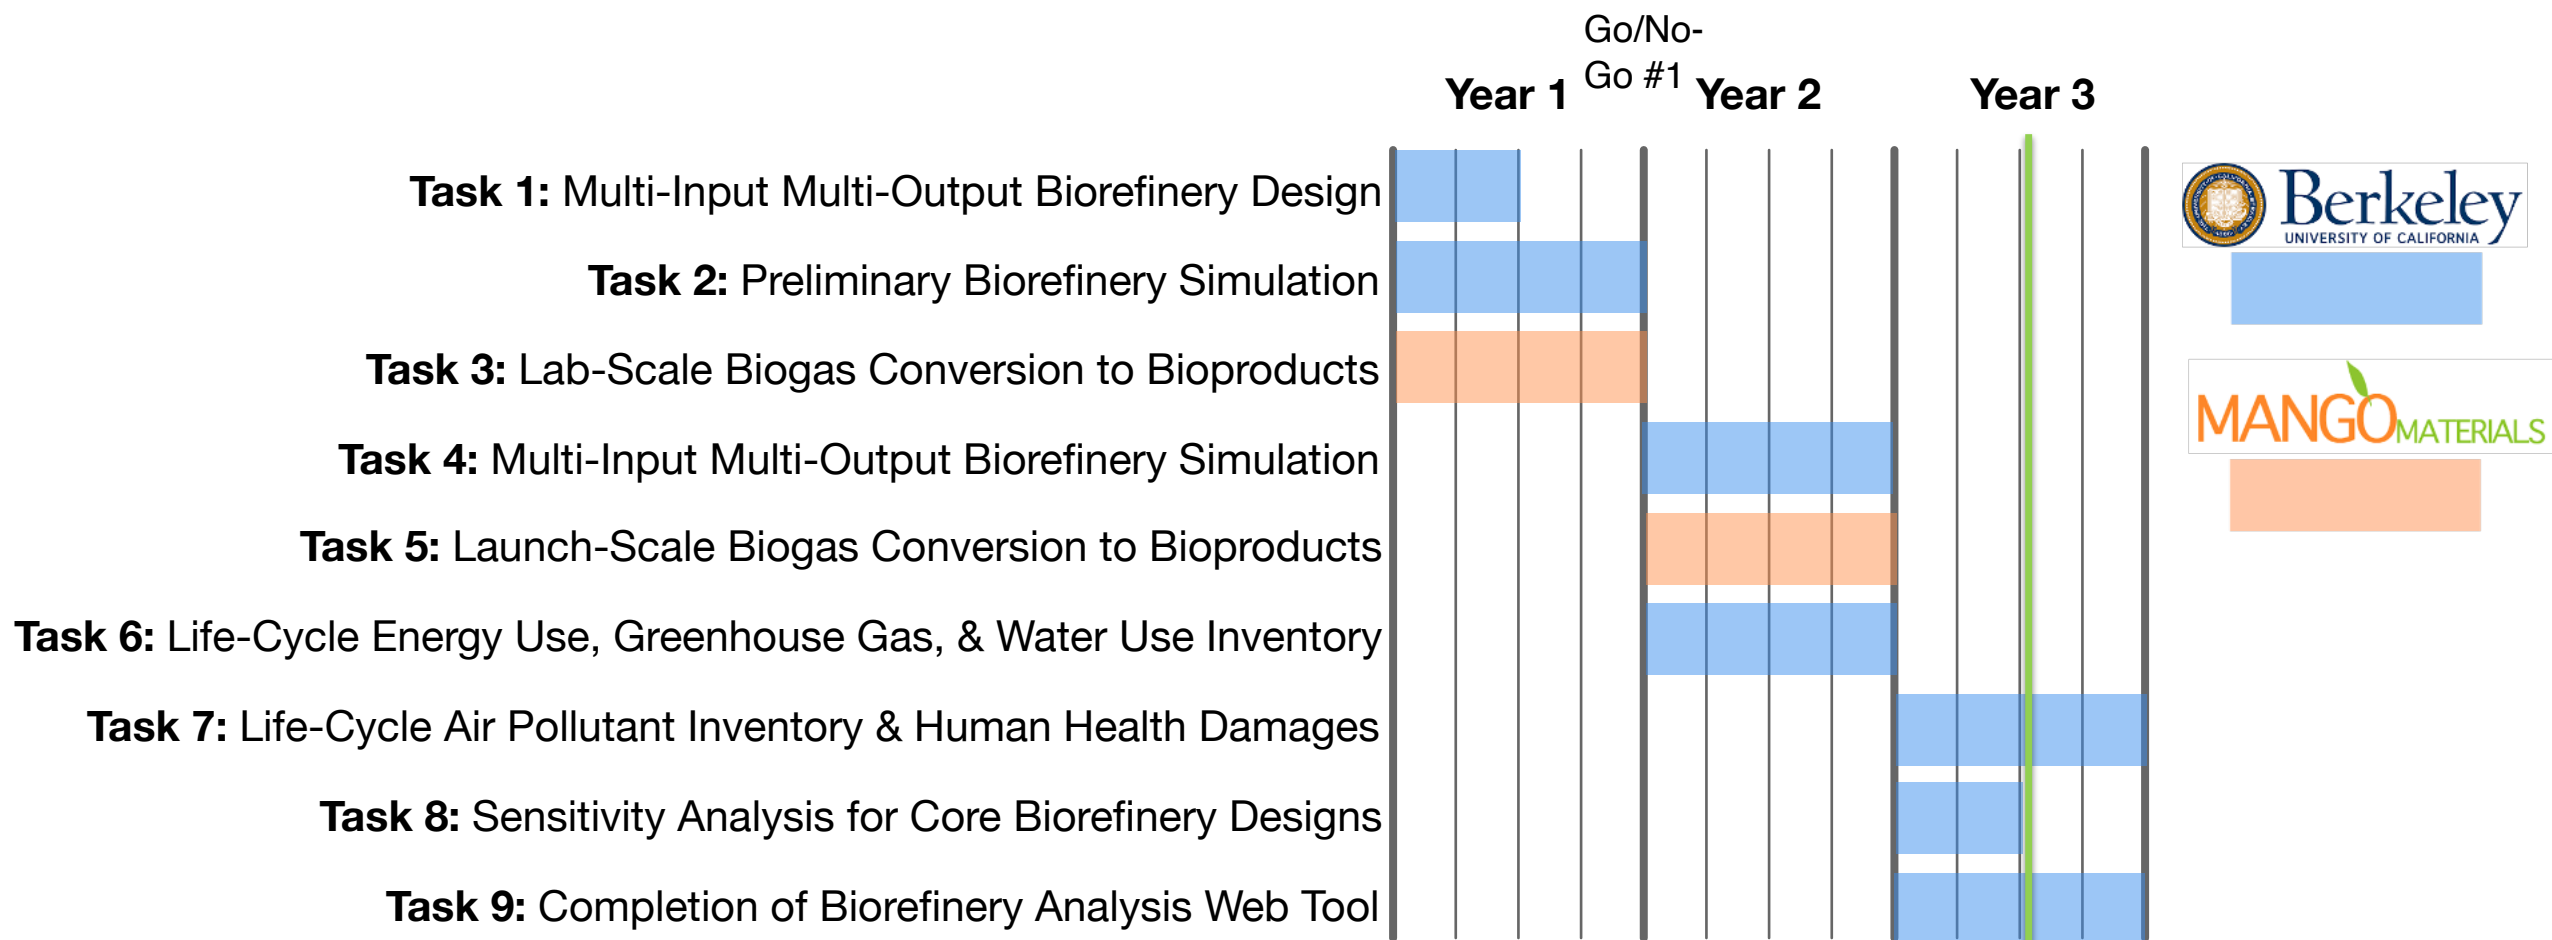 Go/No-
Go #1
Year 1
Year 2
Year 3
Task 1: Multi-Input Multi-Output Biorefinery Design
Task 2: Preliminary Biorefinery Simulation
Task 3: Lab-Scale Biogas Conversion to Bioproducts
Task 4: Multi-Input Multi-Output Biorefinery Simulation
Task 5: Launch-Scale Biogas Conversion to Bioproducts
Task 6: Life-Cycle Energy Use, Greenhouse Gas, & Water Use Inventory
Task 7: Life-Cycle Air Pollutant Inventory & Human Health Damages
Task 8: Sensitivity Analysis for Core Biorefinery Designs
Task 9: Completion of Biorefinery Analysis Web Tool
Berkeley
UNIVERSITY OF CALIFORNIA
MANGO MATERIALS